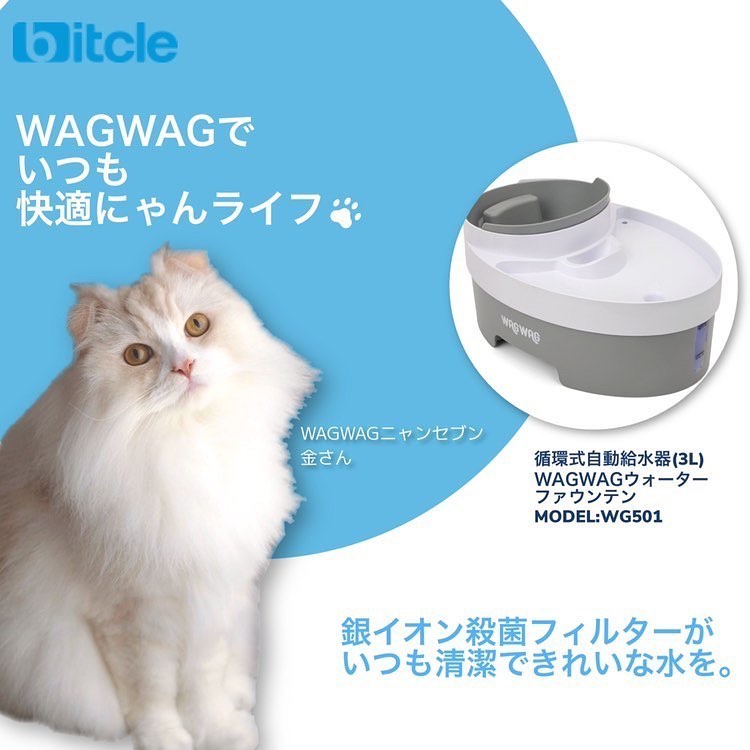 bitcle
WAGWAGで
いつも
快適にゃんライフ
WAGWAG
WAGWAGニャンセブン
金さん
循環式自動給水器(3L)
WAGWAGウォーター
ファウンテン
MODEL:WG501
銀イオン殺菌フィルターが
いつも清潔できれいな水を。